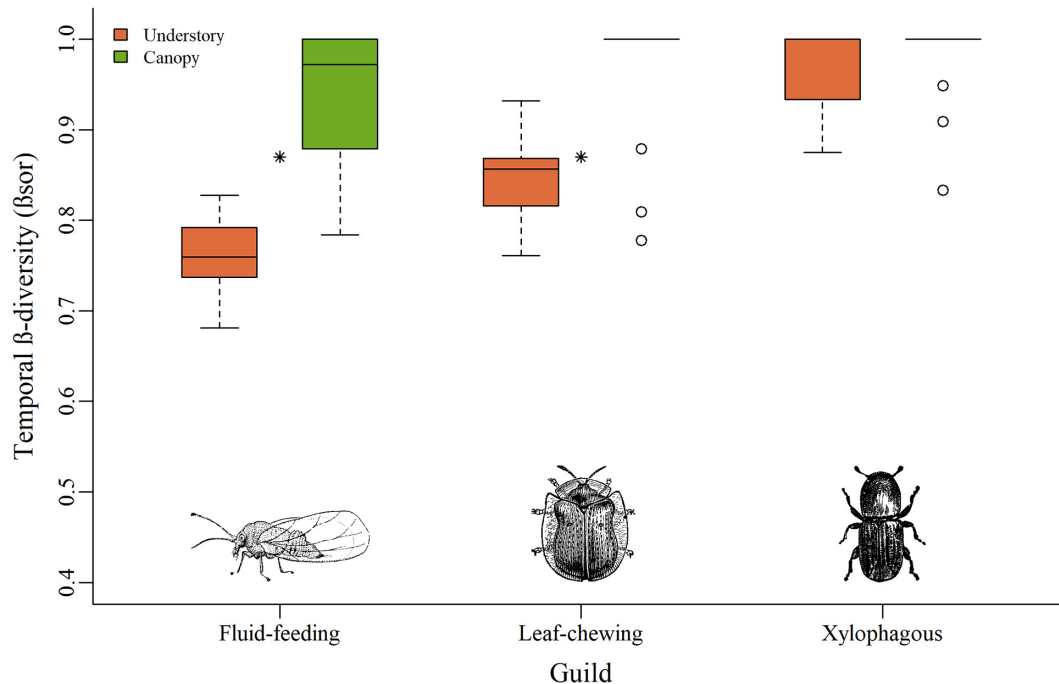 Understory
Canopy
Temporal ß-diversity (ßsor)
1.0
0.9
0.8
0.7
0.6
0.5
0.4
*
*
Fluid-feeding
Leaf-chewing
Xylophagous
Guild